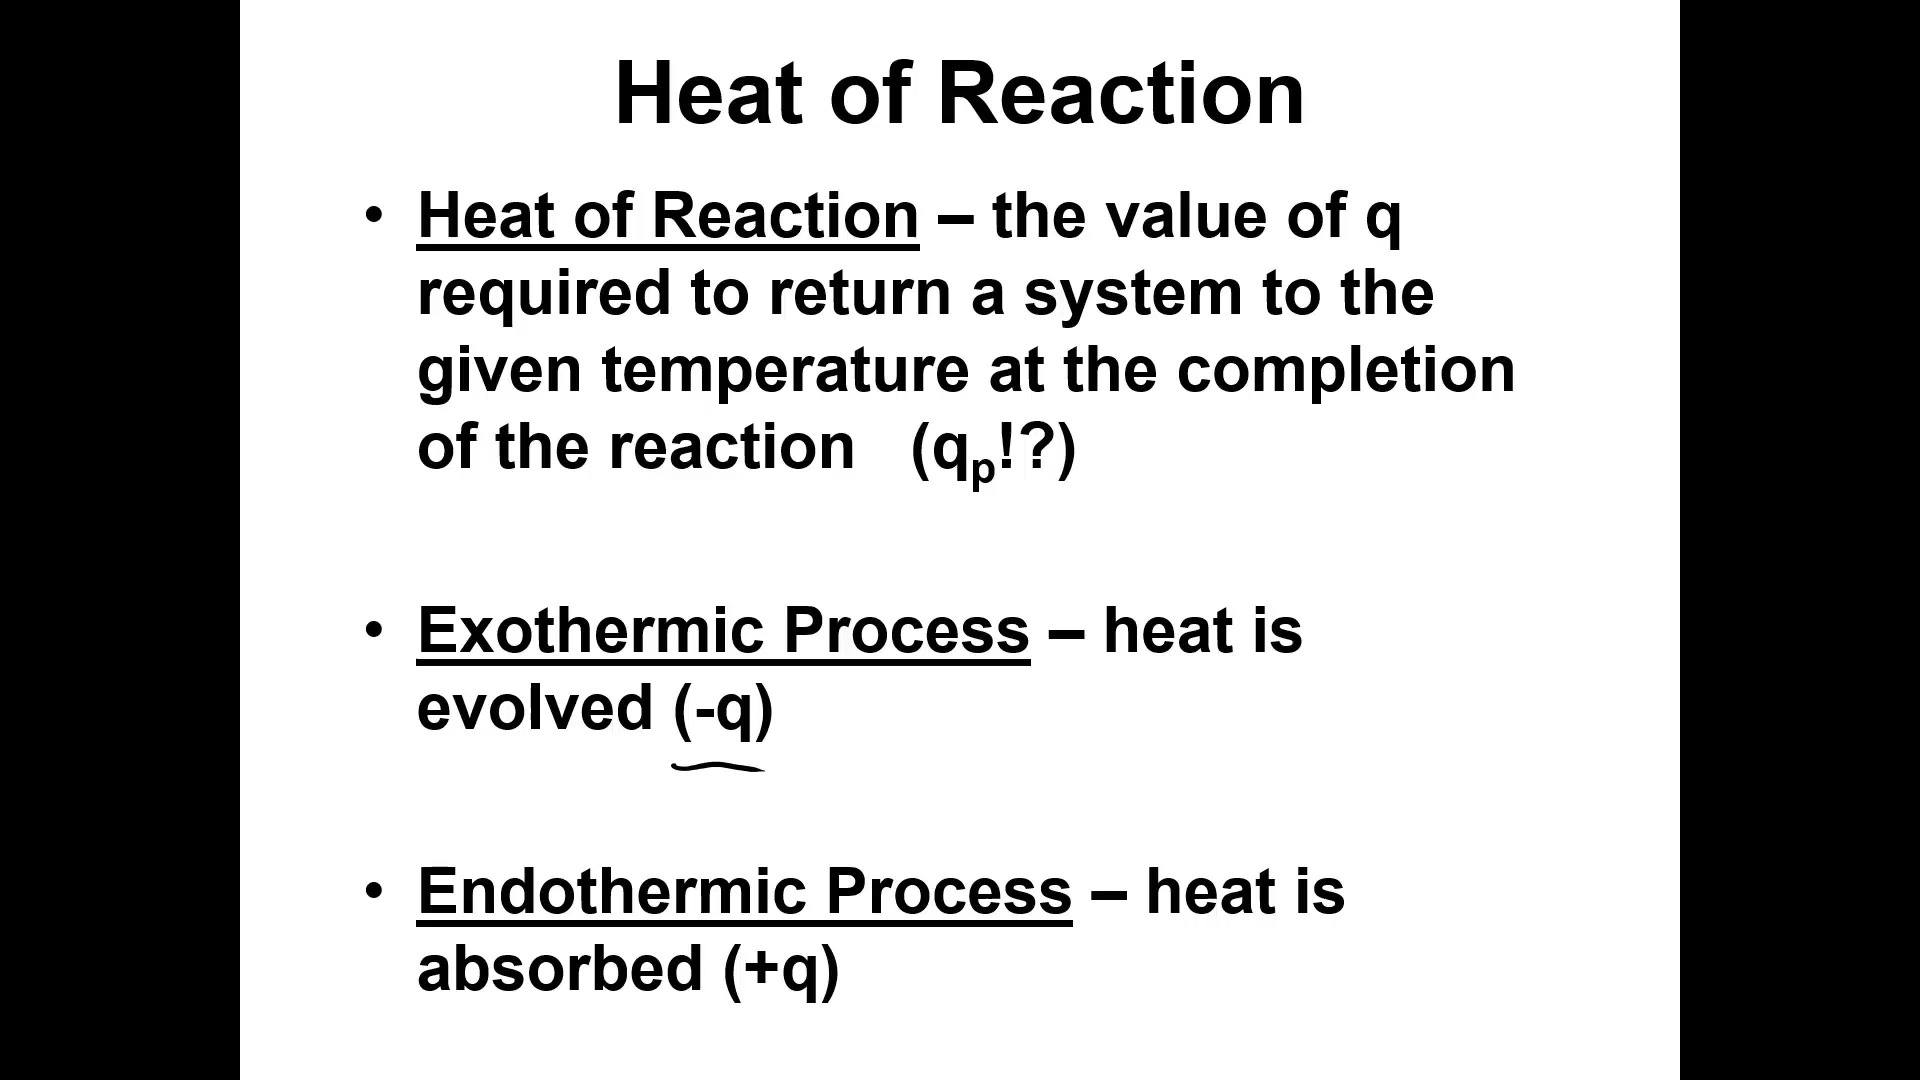 Heat of Reaction
• Heat of Reaction – the value of q
required to return a system to the
given temperature at the completion
of the reaction (qₚ!?)
• Exothermic Process – heat is
evolved (-q)
• Endothermic Process – heat is
absorbed (+q)